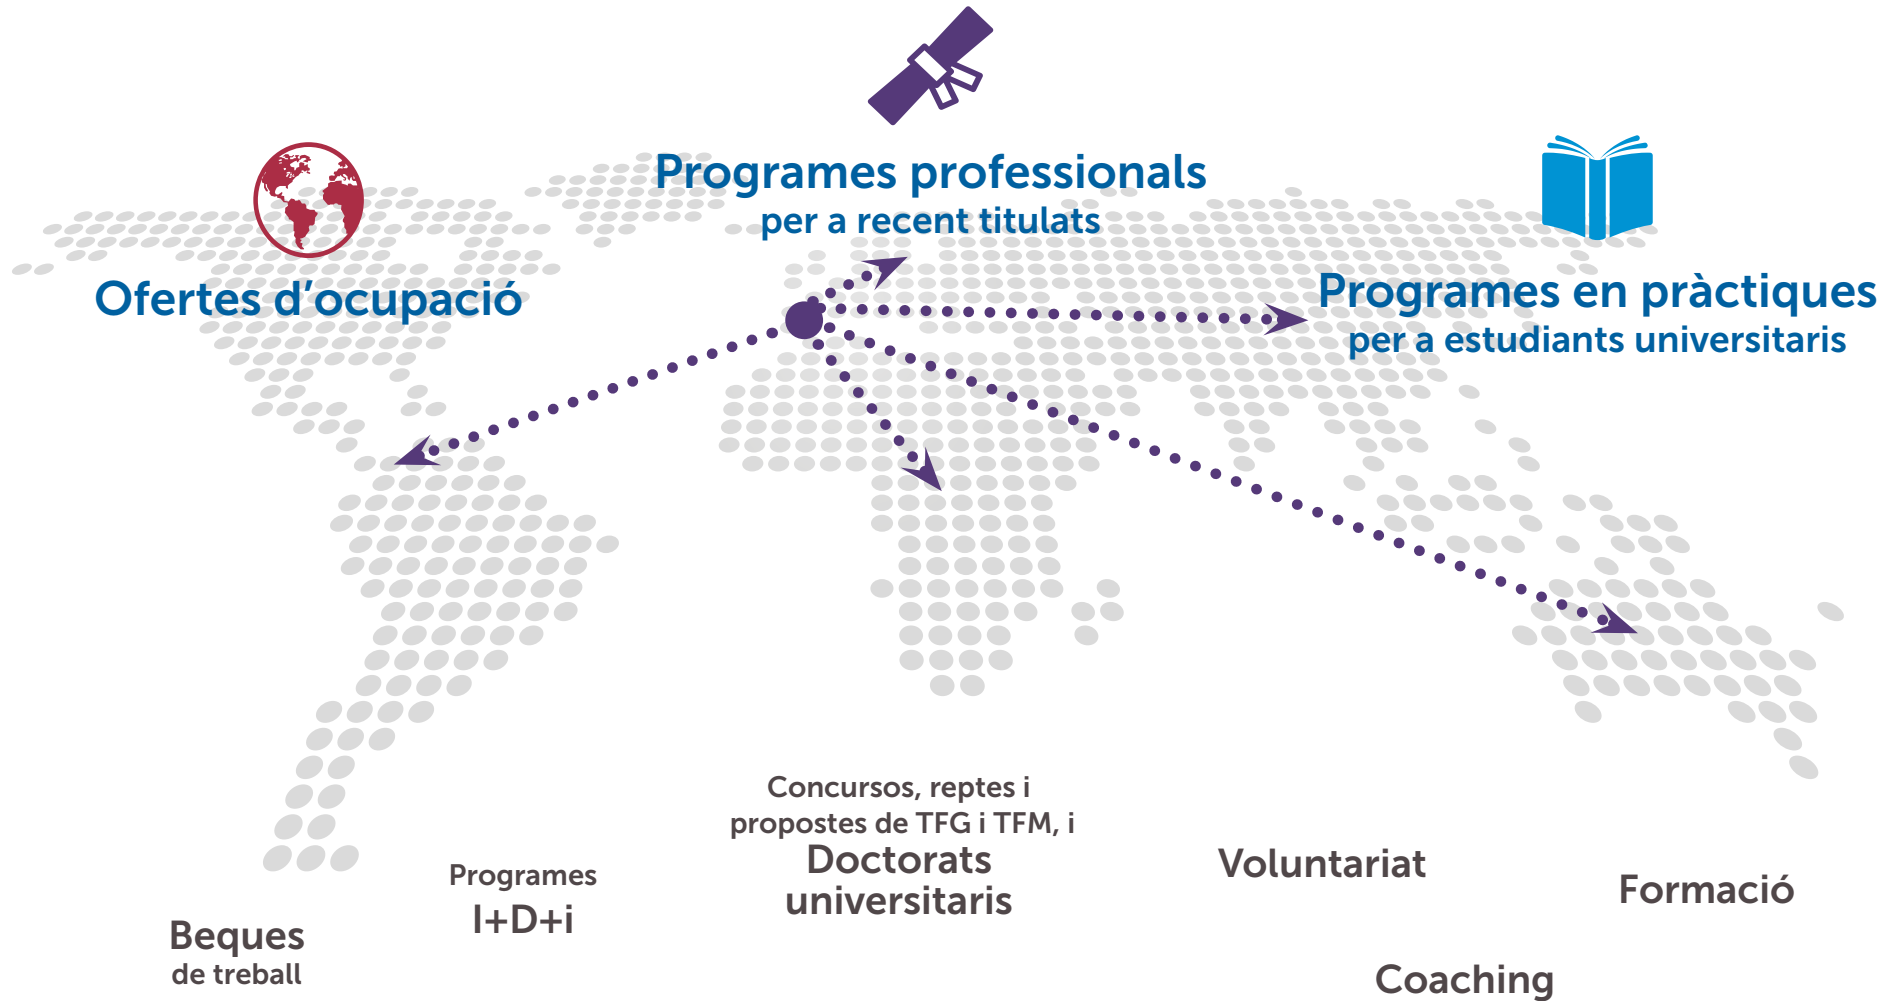 Programes professionals
per a recent titulats
Ofertes d’ocupació
Programes en pràctiques
per a estudiants universitaris
Concursos, reptes i
propostes de TFG i TFM, i
Doctorats
universitaris
Programes
I+D+i
Voluntariat
Formació
Beques
de treball
Coaching